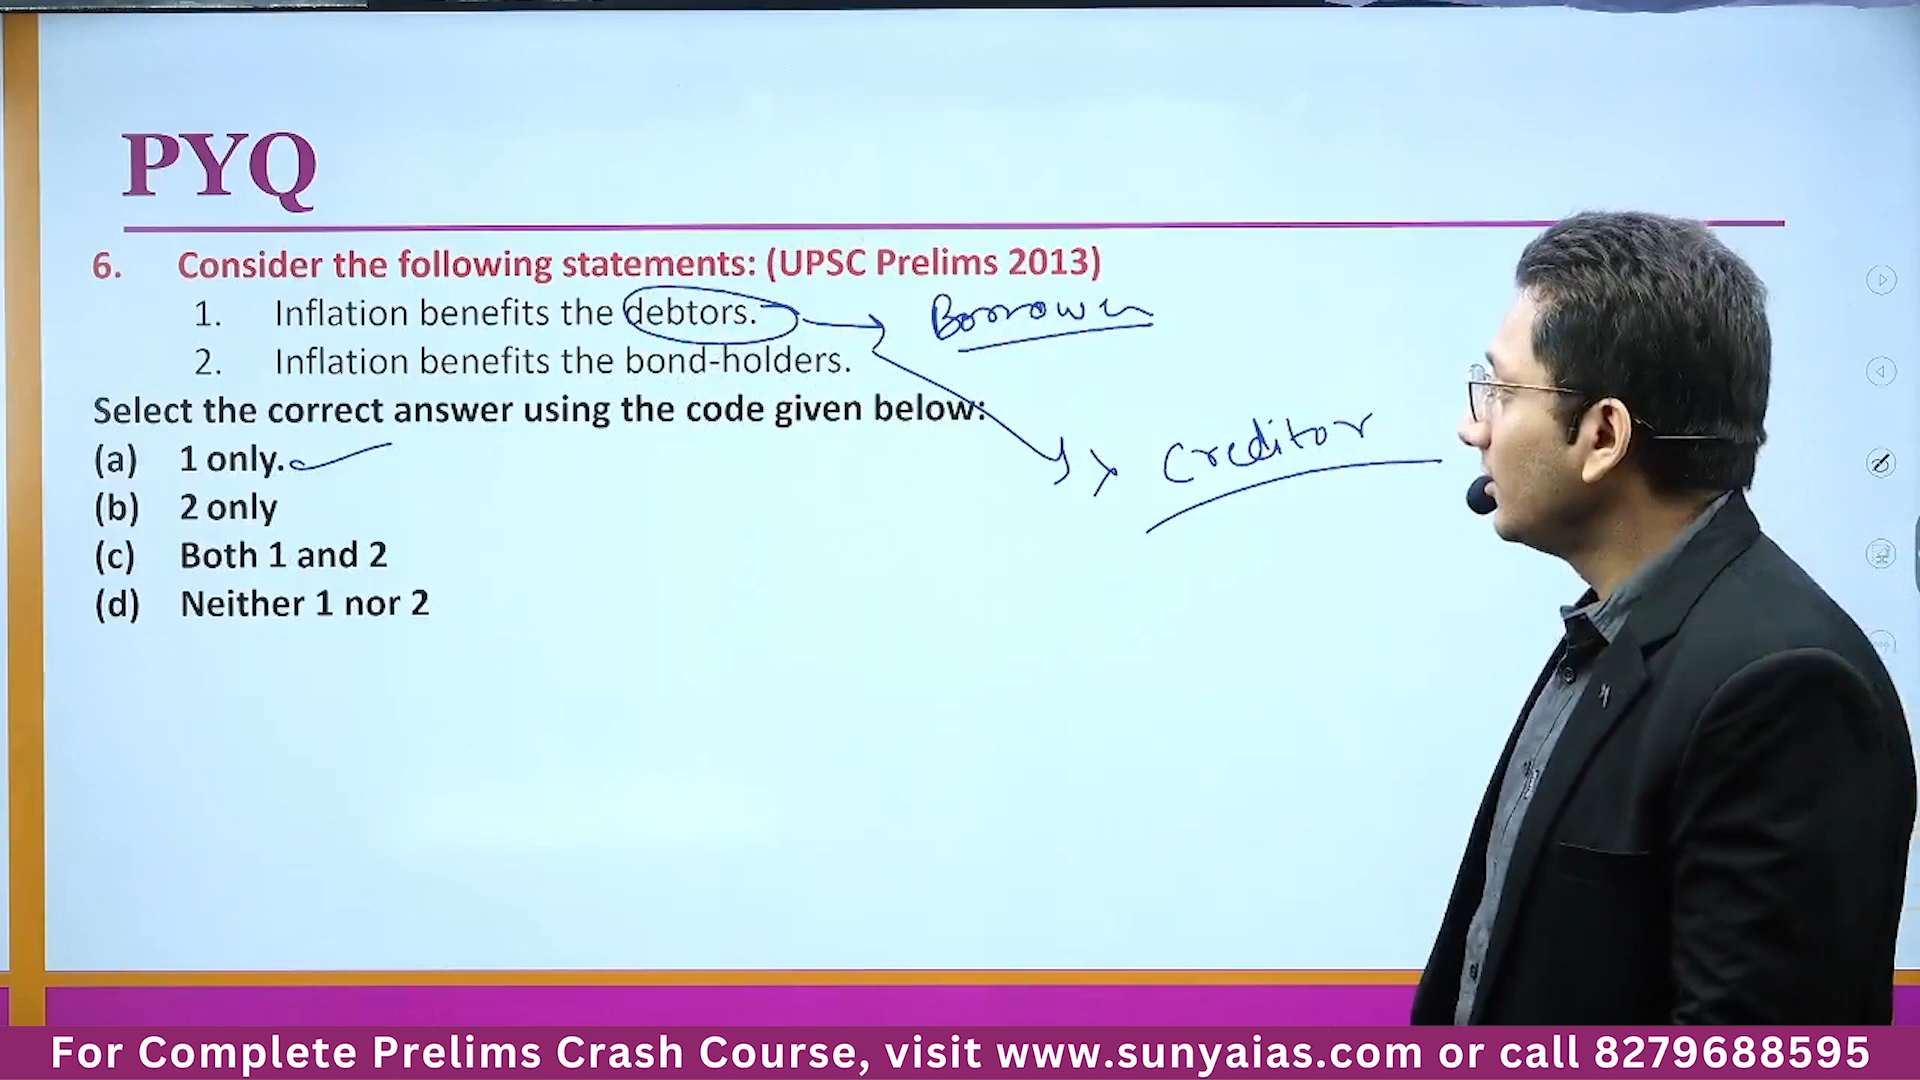 PYQ
6. Consider the following statements: (UPSC Prelims 2013)
1. Inflation benefits the debtors.
Borrower
2. Inflation benefits the bond-holders.
Select the correct answer using the code given below:
Creditor
(a) 1 only.
(b) 2 only
(c) Both 1 and 2
(d) Neither 1 nor 2
For Complete Prelims Crash Course, visit www.sunyaias.com or call 8279688595